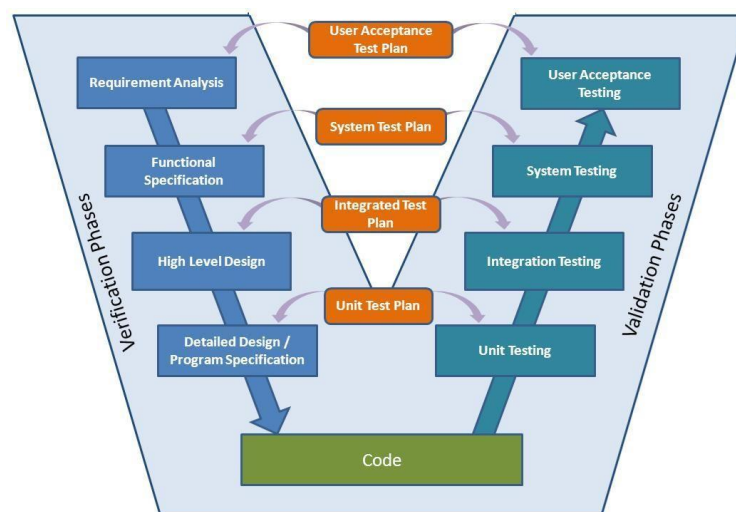 User Acceptance
Test Plan
Requirement Analysis
User Acceptance
Testing
System Test Plan
Functional
Specification
System Testing
Integrated Test
Plan
High Level Design
Integration Testing
Unit Test Plan
Detailed Design /
Program Specification
Unit Testing
Verification Phases
Validation Phases
Code